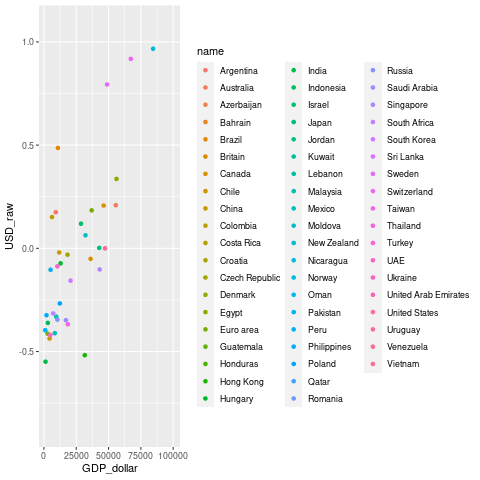 1.0
0.5
0.0
-0.5
USD_raw
0 25000 50000 75000 100000
GDP_dollar
name
Argentina
Australia
Azerbaijan
Bahrain
Brazil
Britain
Canada
Chile
China
Colombia
Costa Rica
Croatia
Czech Republic
Denmark
Egypt
Euro area
Guatemala
Honduras
Hong Kong
Hungary
India
Indonesia
Israel
Japan
Jordan
Kuwait
Lebanon
Malaysia
Mexico
Moldova
New Zealand
Nicaragua
Norway
Oman
Pakistan
Peru
Philippines
Poland
Qatar
Romania
Russia
Saudi Arabia
Singapore
South Africa
South Korea
Sri Lanka
Sweden
Switzerland
Taiwan
Thailand
Turkey
UAE
Ukraine
United Arab Emirates
United States
Uruguay
Venezuela
Vietnam